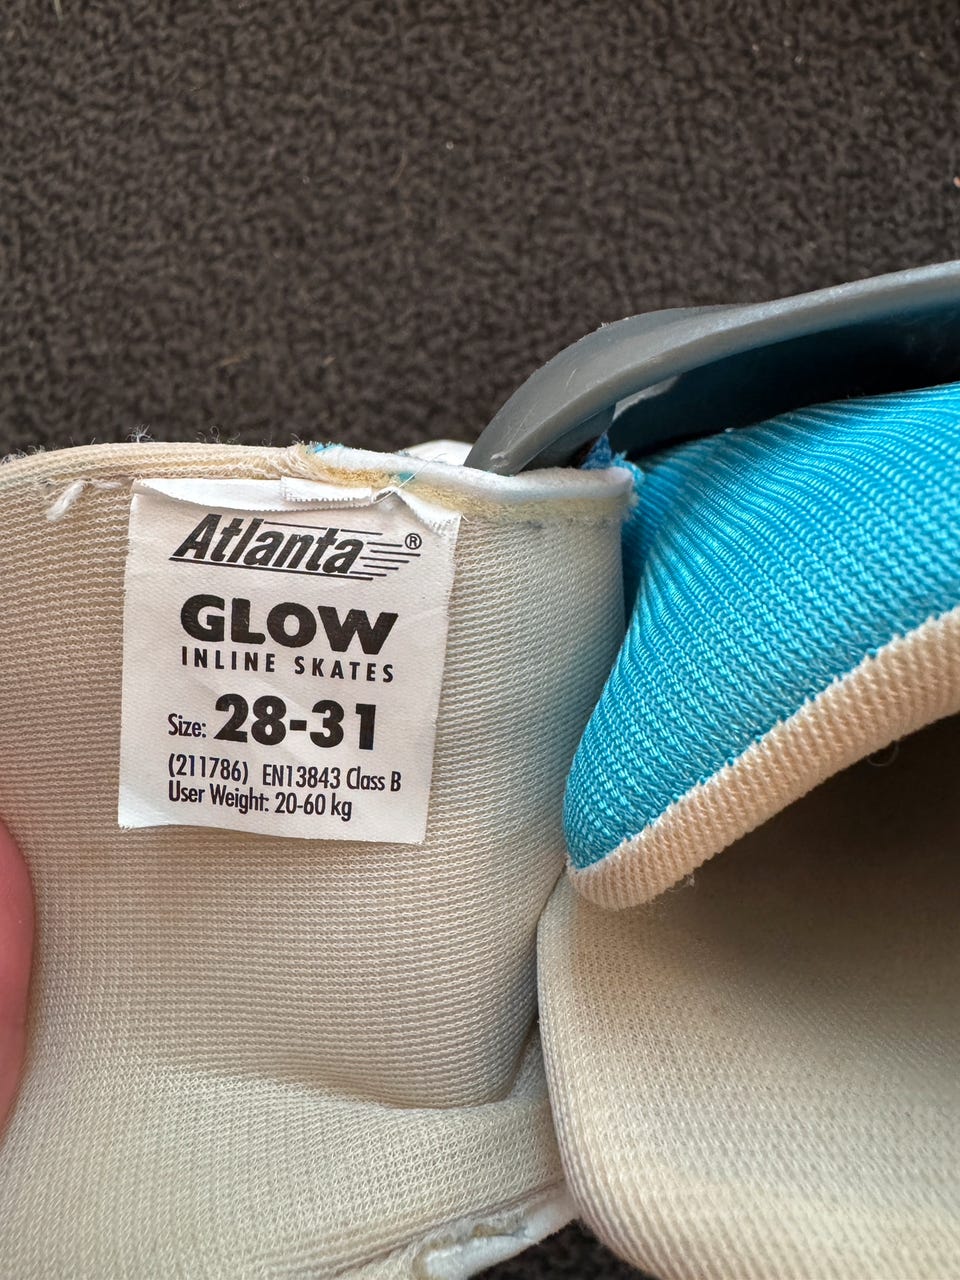 Atlanta®
GLOW
INLINE SKATES
Size: 28-31
(211786) EN13843 Class B
User Weight: 20-60 kg